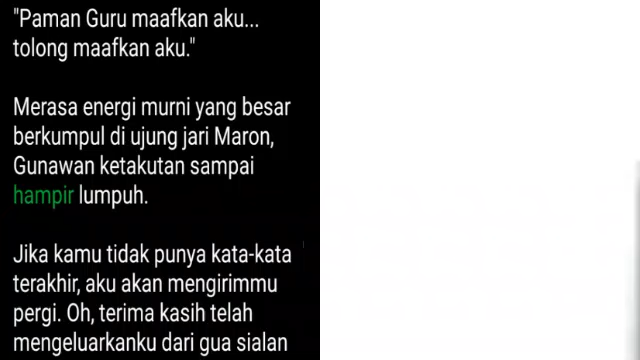 "Paman Guru maafkan aku...
tolong maafkan aku."
Merasa energi murni yang besar
berkumpul di ujung jari Maron,
Gunawan ketakutan sampai
hampir lumpuh.
Jika kamu tidak punya kata-kata
terakhir, aku akan mengirimmu
pergi. Oh, terima kasih telah
mengeluarkanku dari gua sialan